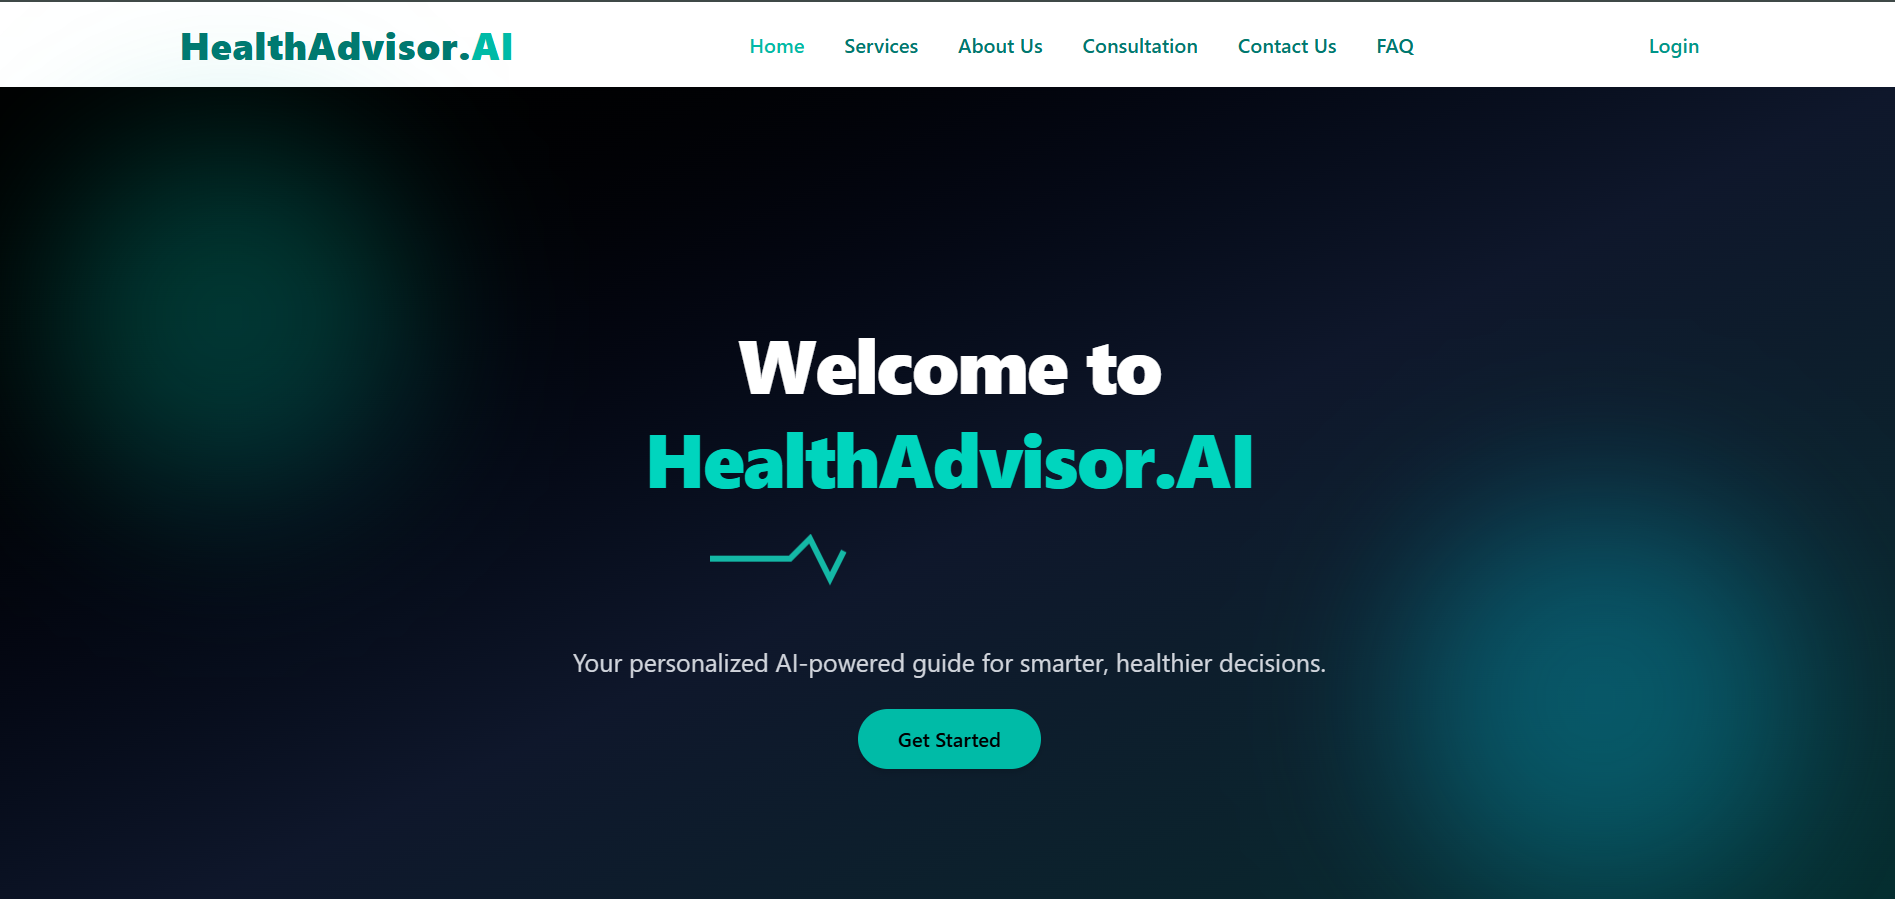 HealthAdvisor.AI
Home Services About Us Consultation Contact Us FAQ Login
Welcome to
HealthAdvisor.AI
Your personalized AI-powered guide for smarter, healthier decisions.
Get Started